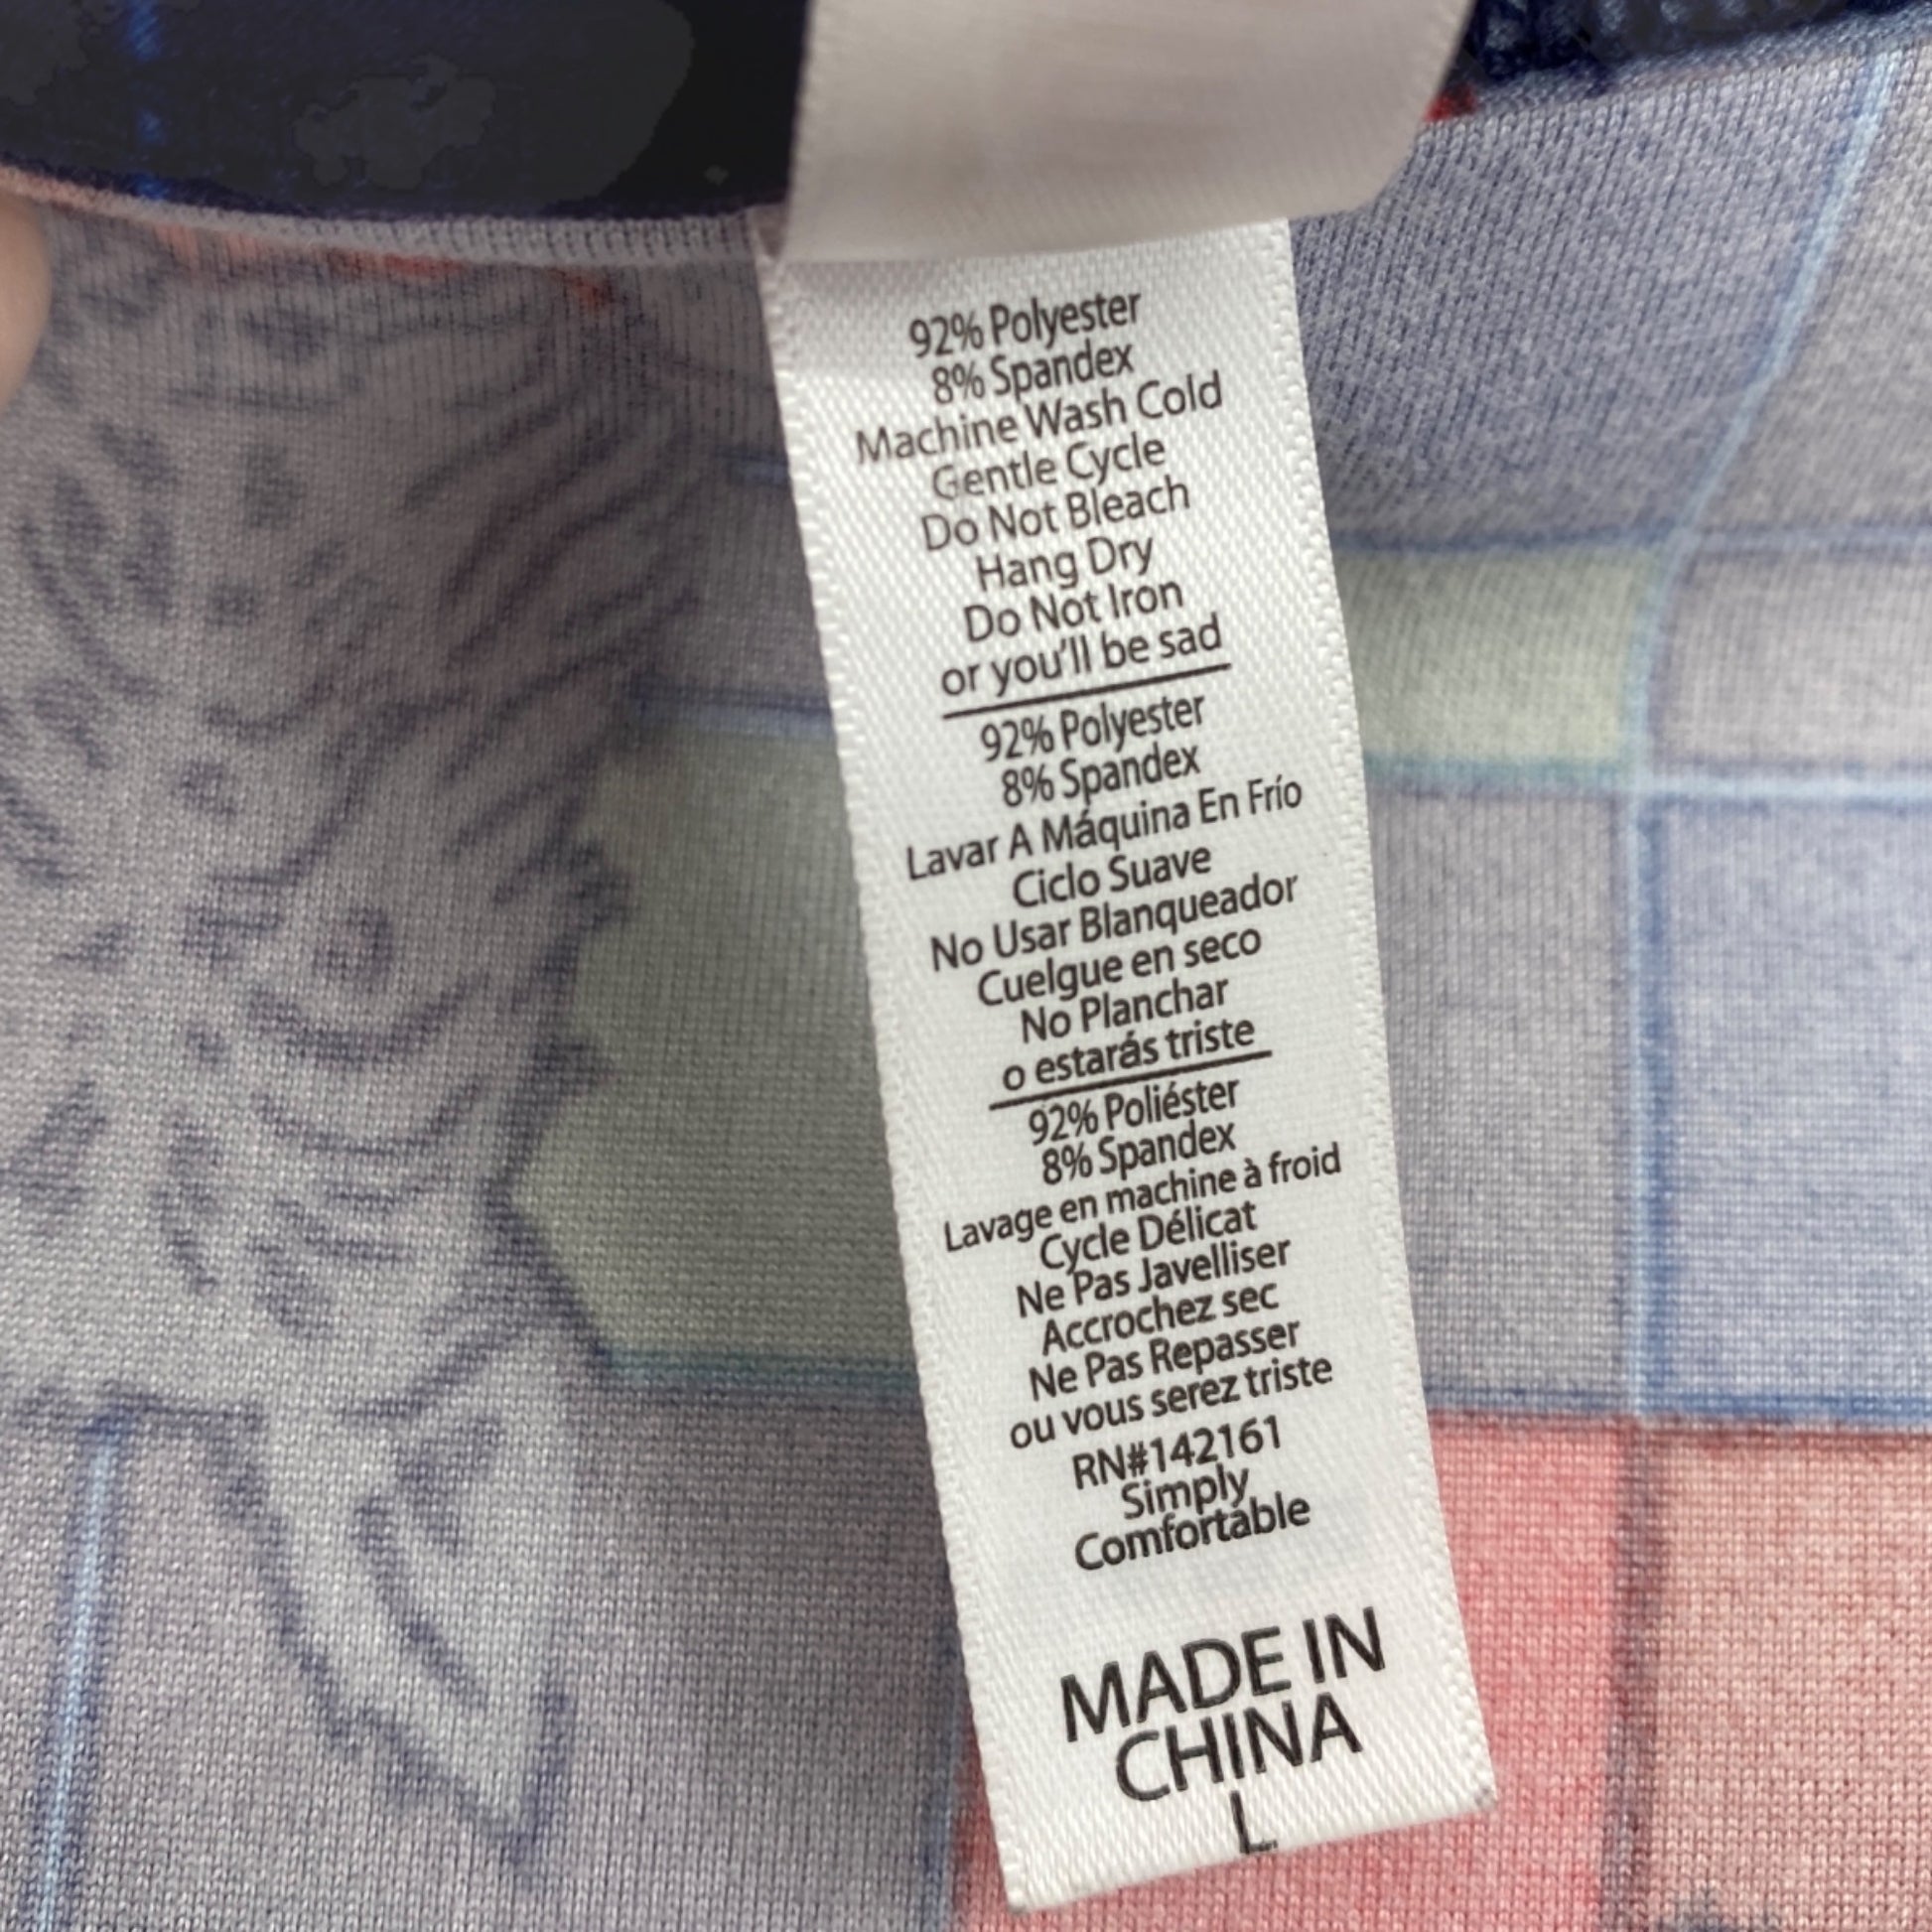 92% Polyester
8% Spandex
Machine Wash Cold
Gentle Cycle
Do Not Bleach
Hang Dry
Do Not Iron
or you'll be sad
92% Polyester
8% Spandex
Lavar A Máquina En Frío
Ciclo Suave
No Usar Blanqueador
Cuelgue en seco
No Planchar
o estarás triste
92% Poliéster
8% Spandex
Lavage en machine à froid
Cycle Délicat
Ne Pas Javelliser
Accrochez sec
Ne Pas Repasser
ou vous serez triste
RN#142161
Simply
Comfortable
MADE IN
CHINA
L